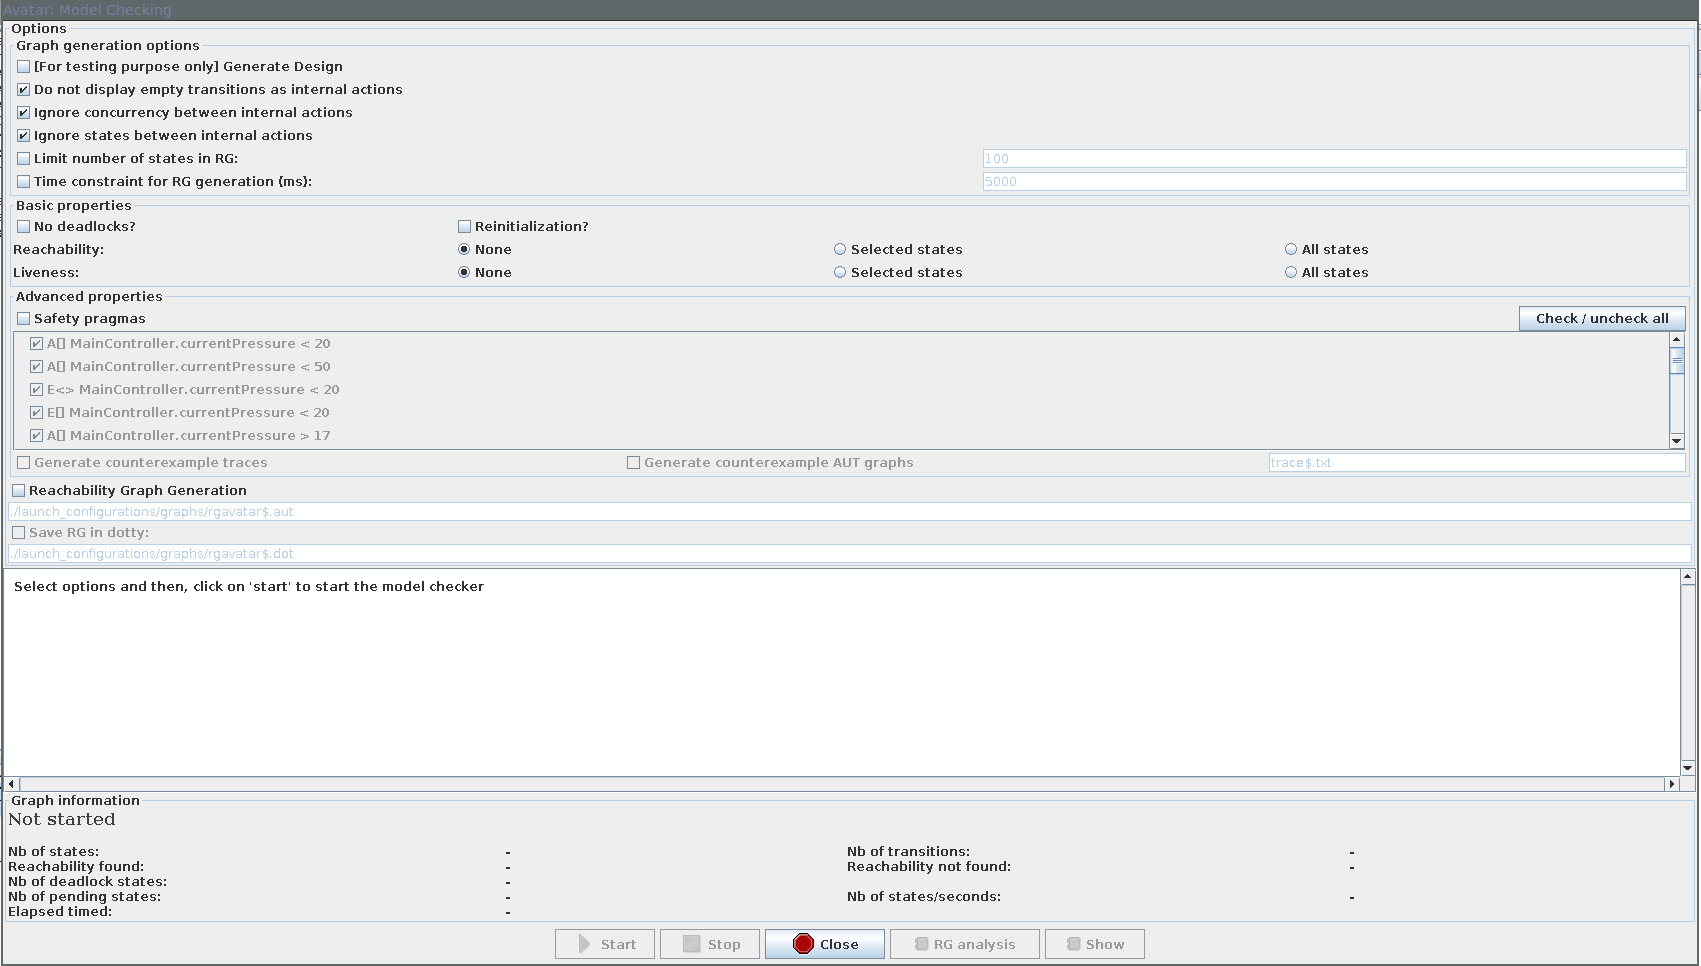 Avatar: Model Checking
Options
Graph generation options
[For testing purpose only] Generate Design
Do not display empty transitions as internal actions
Ignore concurrency between internal actions
Ignore states between internal actions
Limit number of states in RG: 100
Time constraint for RG generation (ms): 5000
Basic properties
No deadlocks? Reinitialization?
Reachability: None Selected states All states
Liveness: None Selected states All states
Advanced properties
Safety pragmas Check / uncheck all
A[] MainController.currentPressure < 20
A[] MainController.currentPressure < 50
E<> MainController.currentPressure < 20
E[] MainController.currentPressure < 20
A[] MainController.currentPressure > 17
Generate counterexample traces Generate counterexample AUT graphs trace$.txt
Reachability Graph Generation
./launch_configurations/graphs/rgavatar$.aut
Save RG in dotty:
./launch_configurations/graphs/rgavatar$.dot
Select options and then, click on 'start' to start the model checker
Graph information
Not started
Nb of states: - Nb of transitions: -
Reachability found: - Reachability not found: -
Nb of deadlock states: -
Nb of pending states: - Nb of states/seconds: -
Elapsed timed: -
Start Stop Close RG analysis Show